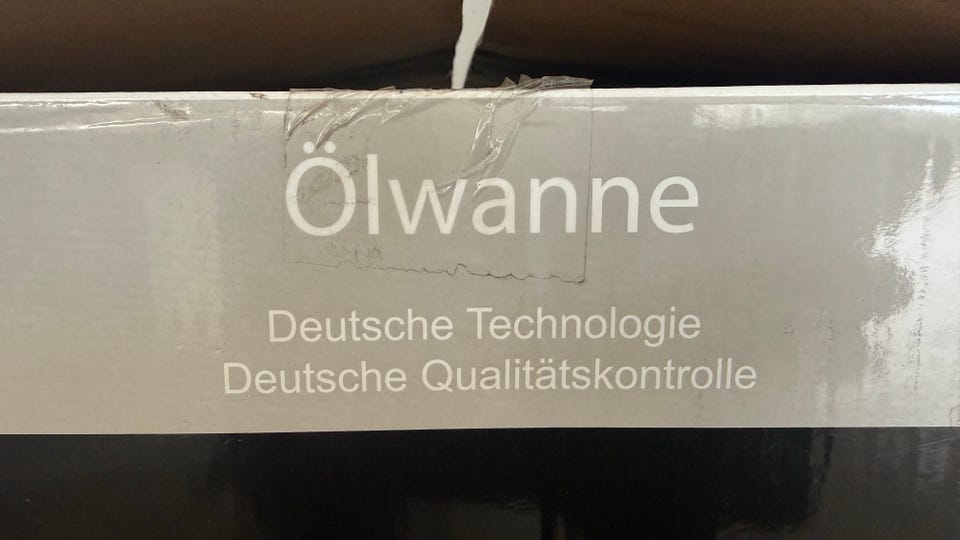 Ölwanne
Deutsche Technologie
Deutsche Qualitätskontrolle